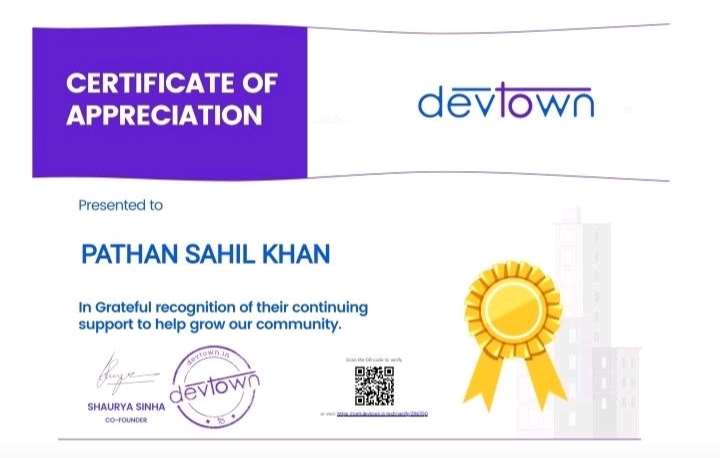 CERTIFICATE OF
APPRECIATION
devtown
Presented to
PATHAN SAHIL KHAN
In Grateful recognition of their continuing
support to help grow our community.
devtown.in
devtown
SHAURYA SINHA
CO-FOUNDER
Scan the QR code to verify
or visit